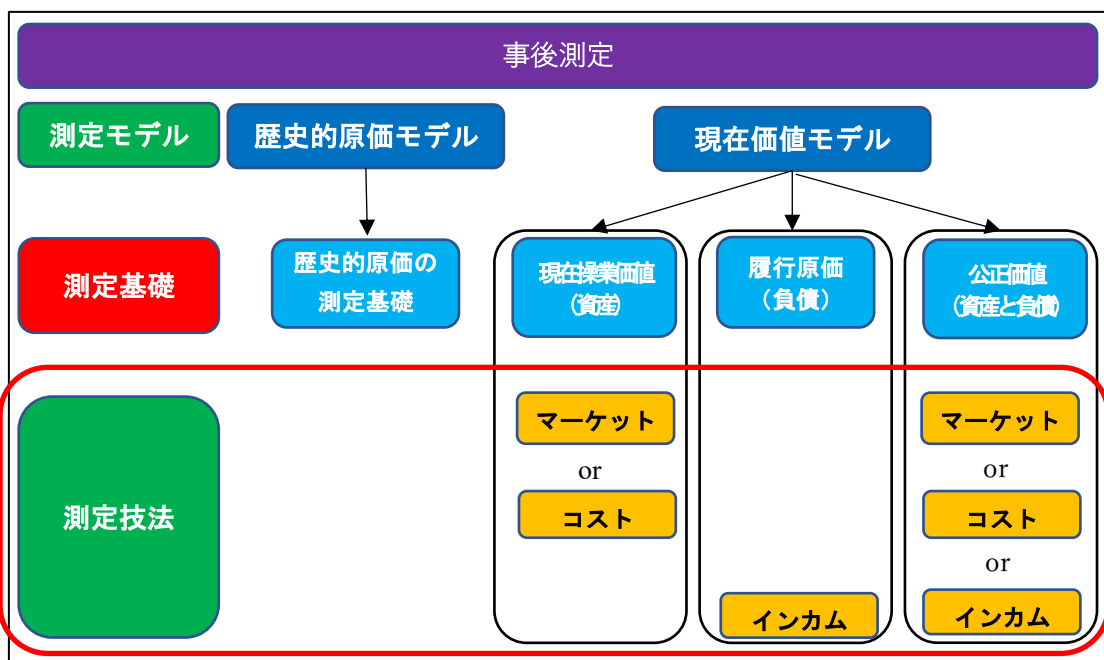 事後測定
測定モデル
歴史的原価モデル
現在価値モデル
測定基礎
歴史的原価の
測定基礎
現在操業価値
（資産）
履行原価
（負債）
公正価値
（資産と負債）
測定技法
マーケット
or
コスト
インカム
マーケット
or
コスト
or
インカム